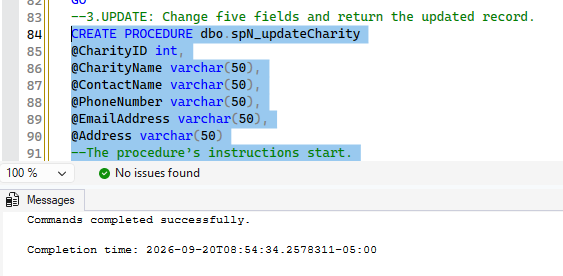 82
GO
83 --3.UPDATE: Change five fields and return the updated record.
84 CREATE PROCEDURE dbo.spN_updateCharity
85 @CharityID int,
86 @CharityName varchar(50),
87 @ContactName varchar(50),
88 @PhoneNumber varchar(50),
89 @EmailAddress varchar(50),
90 @Address varchar(50)
91 --The procedure's instructions start.
100 % No issues found
Messages
Commands completed successfully.
Completion time: 2026-09-20T08:54:34.2578311-05:00